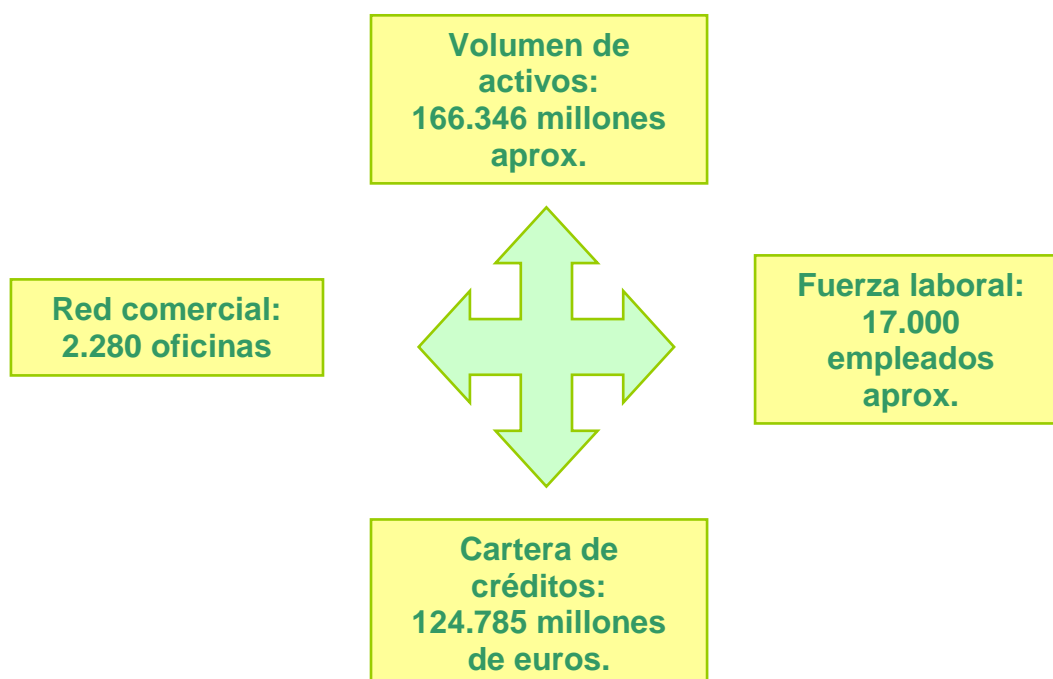 Volumen de
activos:
166.346 millones
aprox.
Red comercial:
2.280 oficinas
Fuerza laboral:
17.000
empleados
aprox.
Cartera de
créditos:
124.785 millones
de euros.